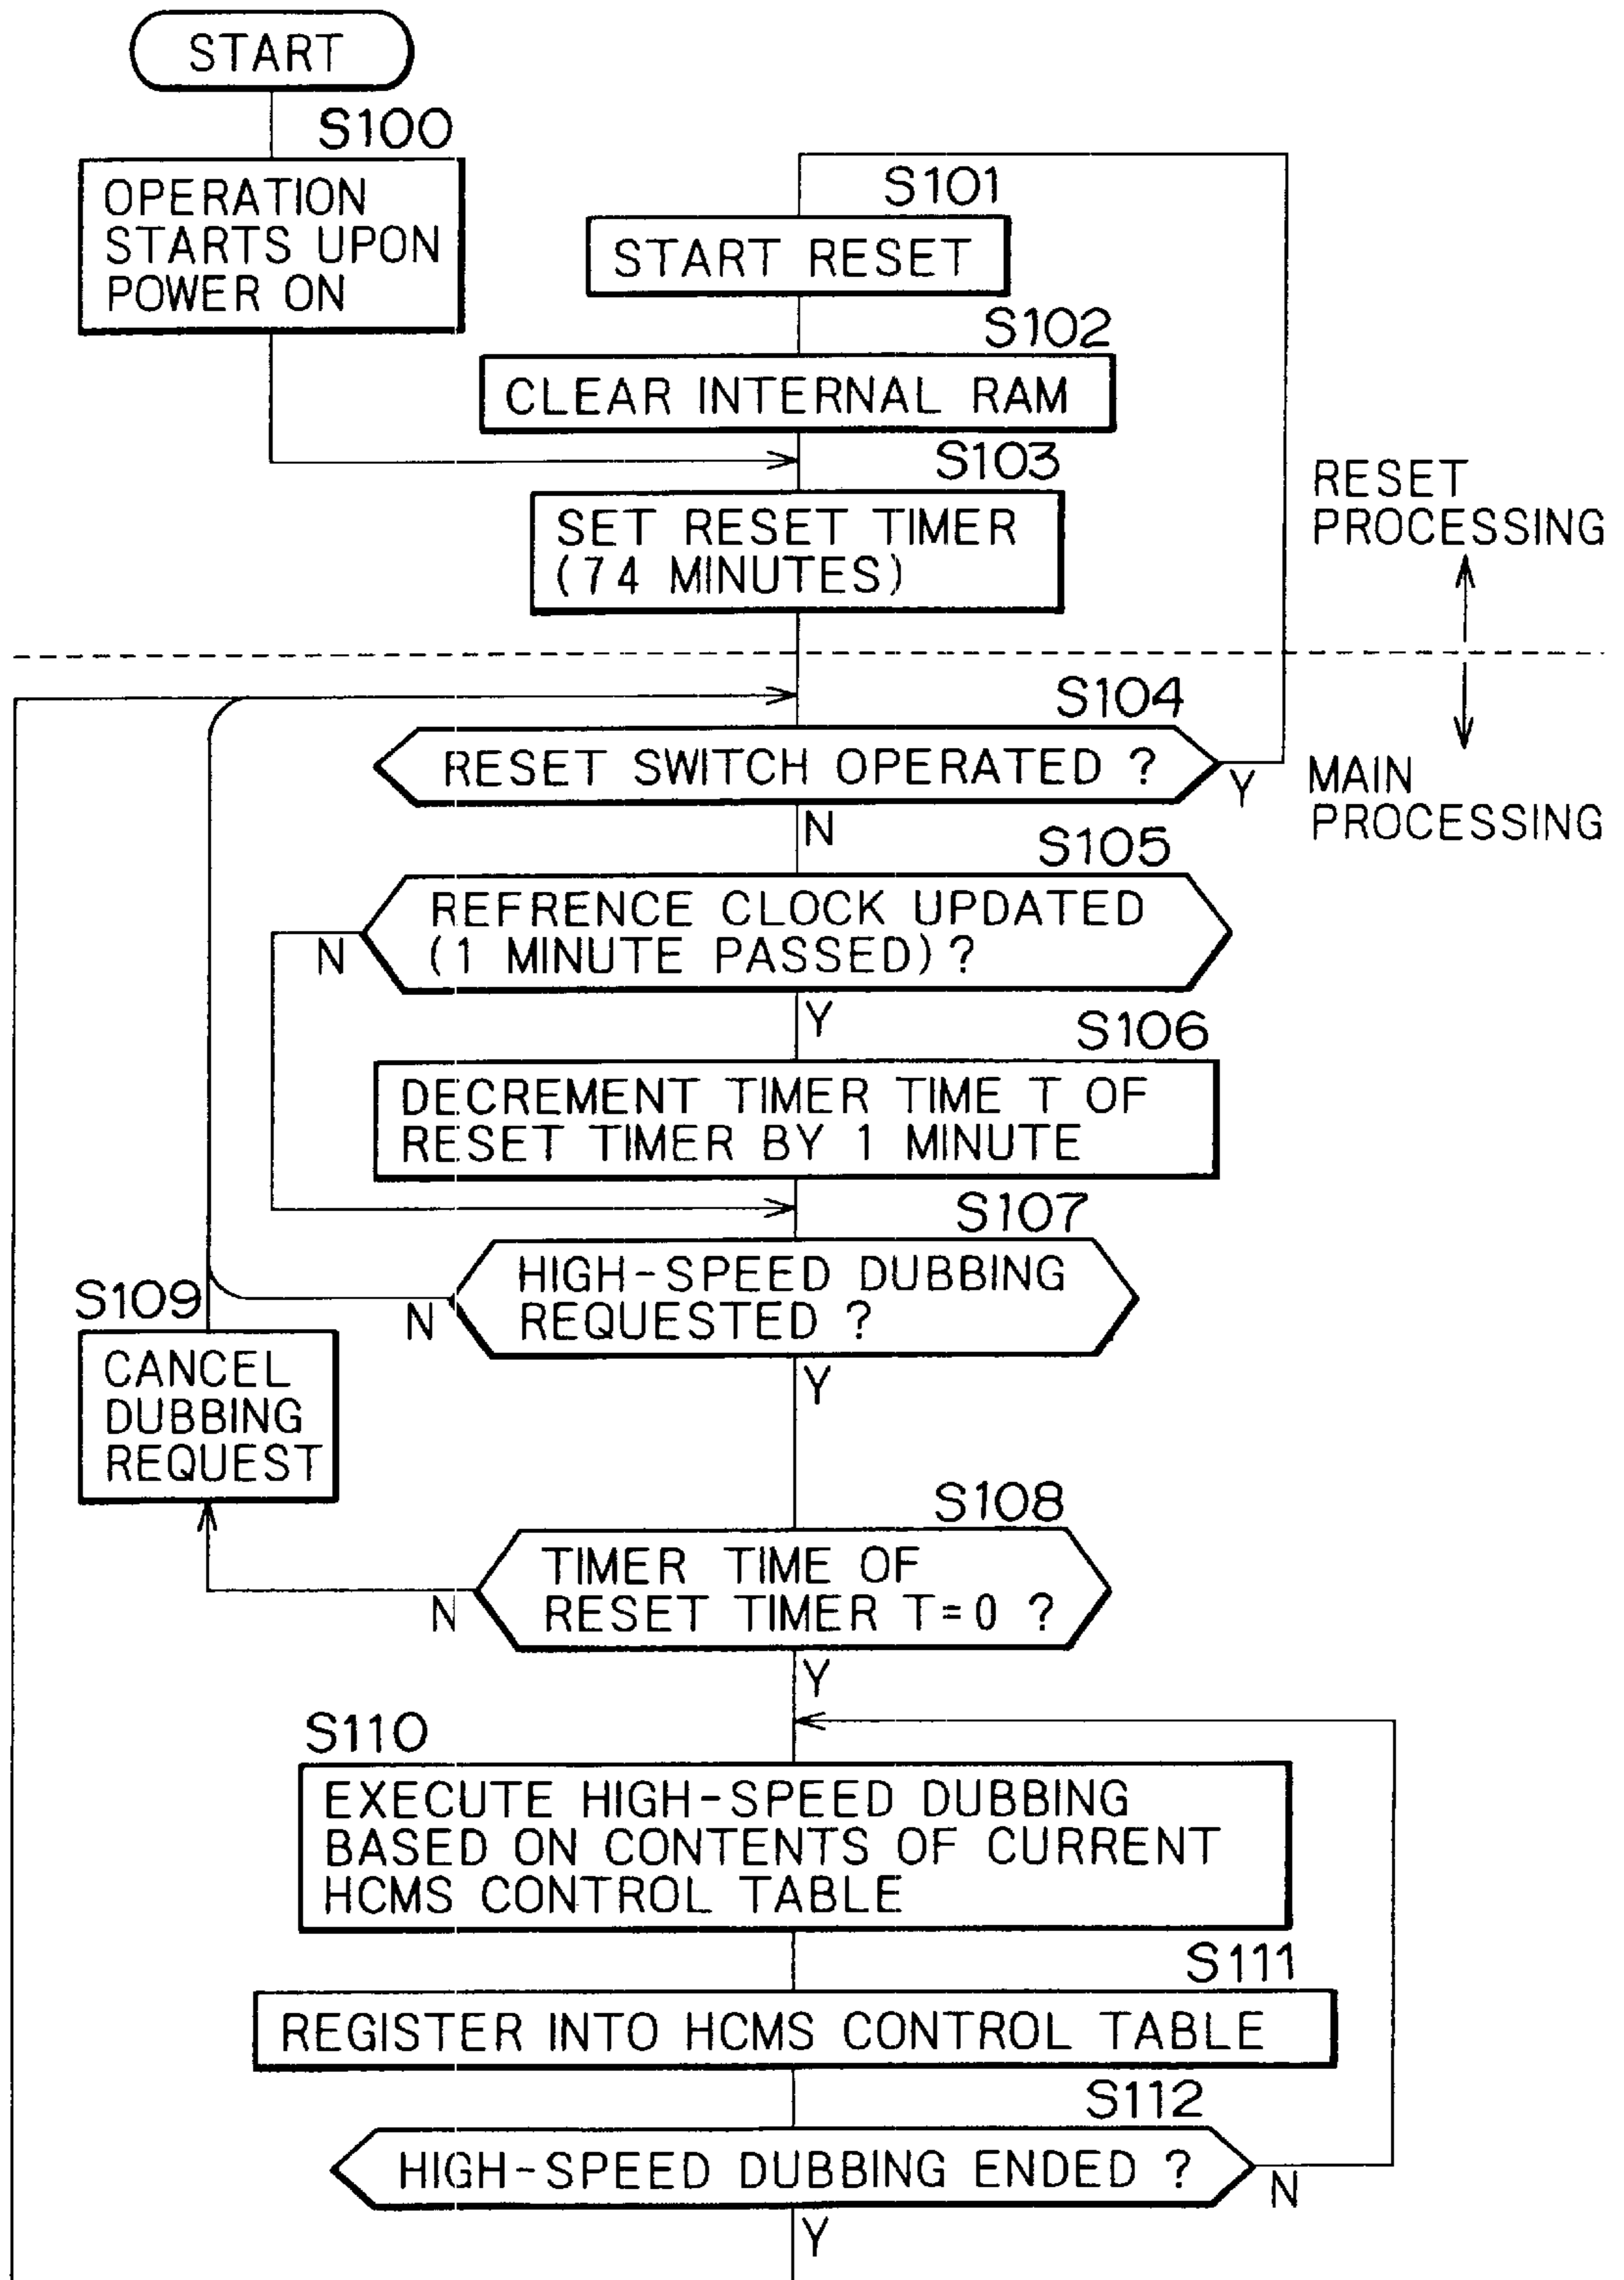 START
S100
OPERATION
STARTS UPON
POWER ON
S101
START RESET
S102
CLEAR INTERNAL RAM
S103
SET RESET TIMER
(74 MINUTES)
RESET
PROCESSING
MAIN
PROCESSING
S104
RESET SWITCH OPERATED ?
Y
N
S105
REFRENCE CLOCK UPDATED
(1 MINUTE PASSED)?
N
Y
S106
DECREMENT TIMER TIME T OF
RESET TIMER BY 1 MINUTE
S107
HIGH-SPEED DUBBING
REQUESTED ?
N
Y
S109
CANCEL
DUBBING
REQUEST
S108
TIMER TIME OF
RESET TIMER T=0 ?
N
Y
S110
EXECUTE HIGH-SPEED DUBBING
BASED ON CONTENTS OF CURRENT
HCMS CONTROL TABLE
S111
REGISTER INTO HCMS CONTROL TABLE
S112
HIGH-SPEED DUBBING ENDED ?
N
Y